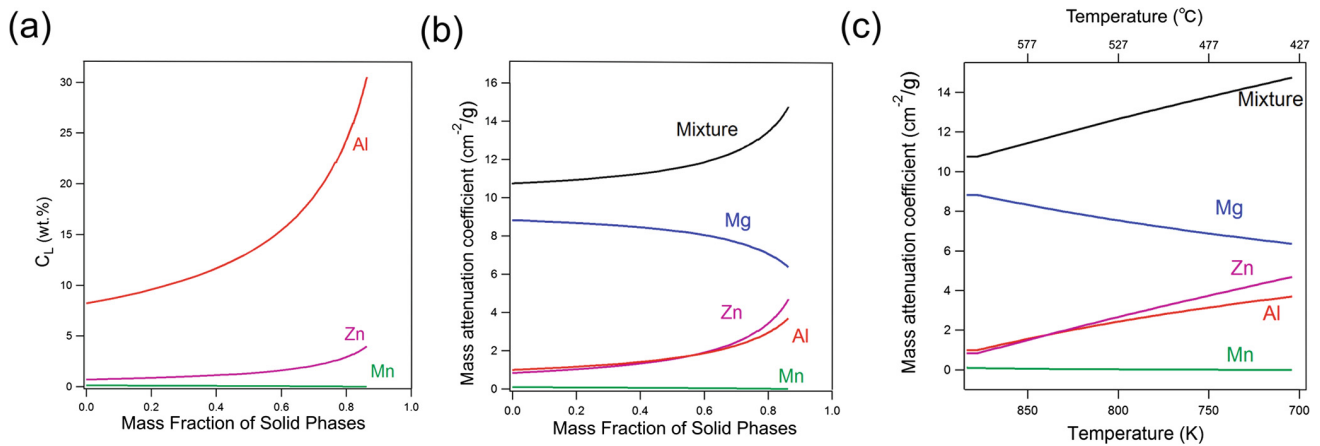 (a)
C_L (wt.%)
30
25
20
15
10
5
0
Al
Zn
Mn
0.0 0.2 0.4 0.6 0.8 1.0
Mass Fraction of Solid Phases
(b)
Mass attenuation coefficient (cm⁻²/g)
16
14
12
10
8
6
4
2
0
Mixture
Mg
Zn
Al
Mn
0.0 0.2 0.4 0.6 0.8 1.0
Mass Fraction of Solid Phases
(c)
Temperature (°C)
577 527 477 427
Mass attenuation coefficient (cm⁻²/g)
14
12
10
8
6
4
2
0
Mixture
Mg
Zn
Al
Mn
850 800 750 700
Temperature (K)